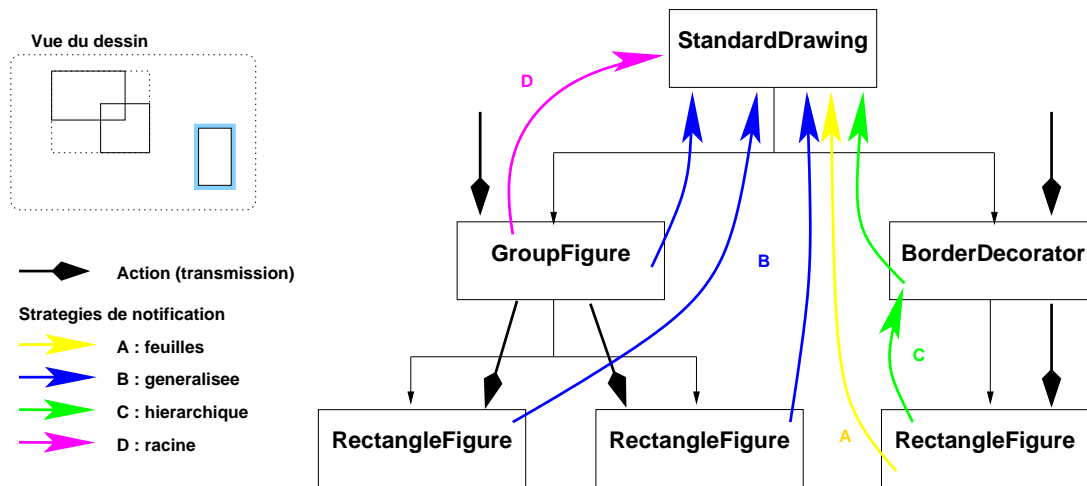 Vue du dessin
StandardDrawing
D
GroupFigure
BorderDecorator
B
Action (transmission)
Strategies de notification
A : feuilles
B : generalisee
C : hierarchique
D : racine
C
RectangleFigure
RectangleFigure
A
RectangleFigure